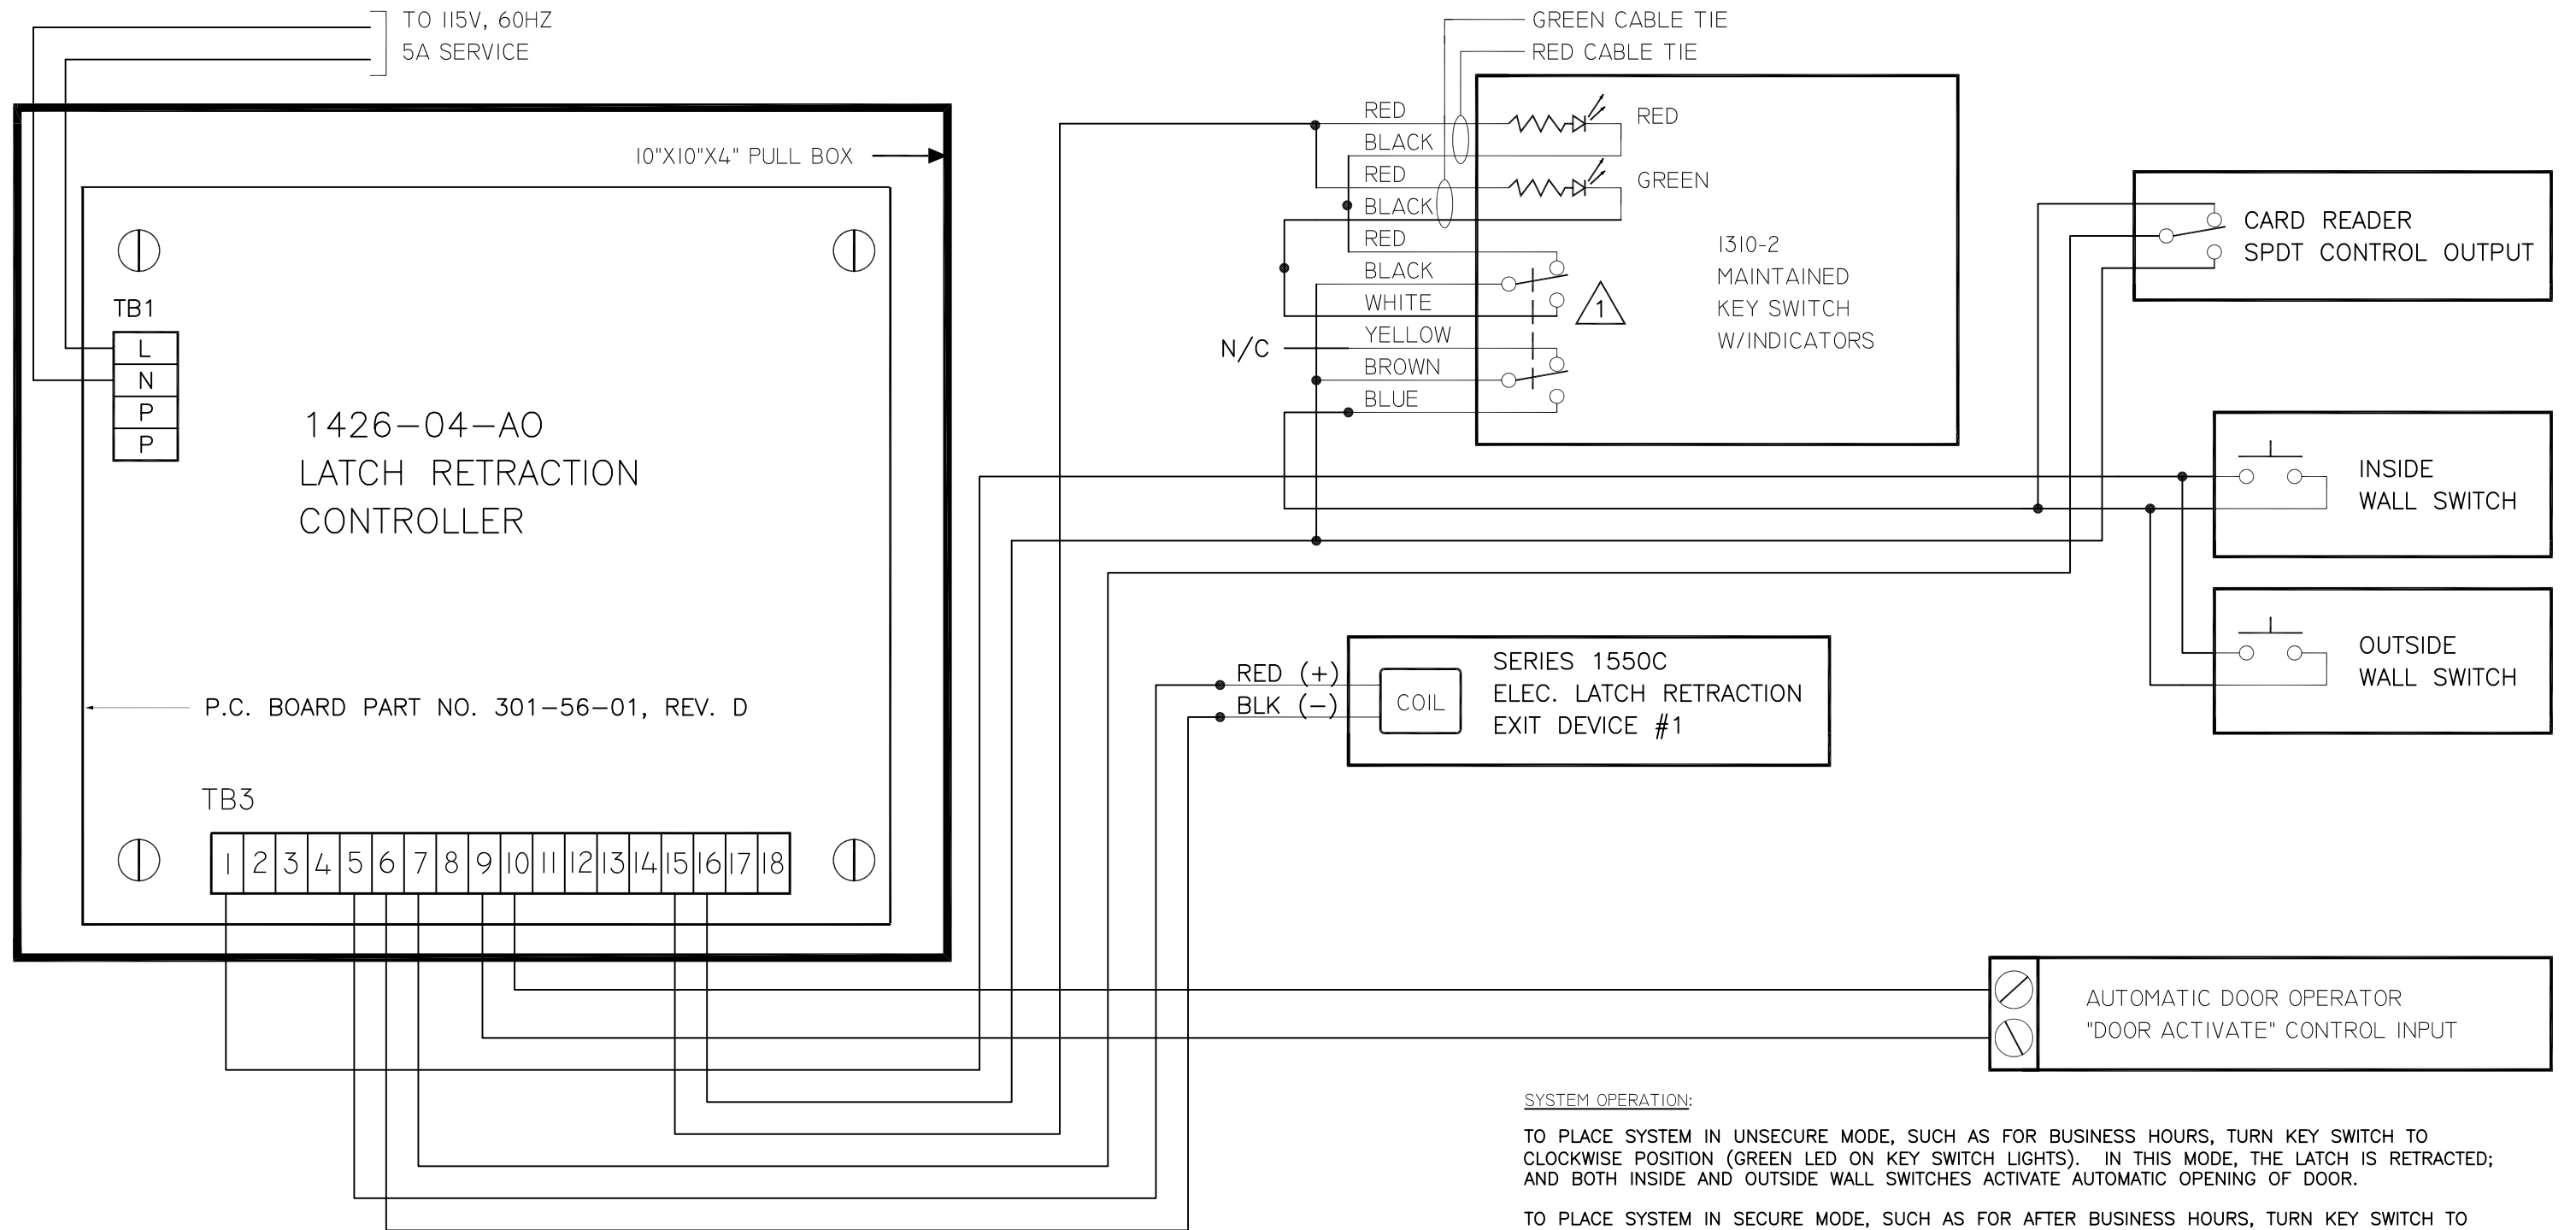 TO 115V, 60HZ
5A SERVICE
GREEN CABLE TIE
RED CABLE TIE
10"X10"X4" PULL BOX
RED
BLACK
RED
BLACK
RED
BLACK
WHITE
YELLOW
BROWN
BLUE
N/C
RED
GREEN
1
1310-2
MAINTAINED
KEY SWITCH
W/INDICATORS
CARD READER
SPDT CONTROL OUTPUT
TB1
L
N
P
P
1426-04-AO
LATCH RETRACTION
CONTROLLER
INSIDE
WALL SWITCH
OUTSIDE
WALL SWITCH
RED (+)
BLK (-)
COIL
SERIES 1550C
ELEC. LATCH RETRACTION
EXIT DEVICE #1
P.C. BOARD PART NO. 301-56-01, REV. D
TB3
1 2 3 4 5 6 7 8 9 10 11 12 13 14 15 16 17 18
AUTOMATIC DOOR OPERATOR
"DOOR ACTIVATE" CONTROL INPUT
SYSTEM OPERATION:
TO PLACE SYSTEM IN UNSECURE MODE, SUCH AS FOR BUSINESS HOURS, TURN KEY SWITCH TO
CLOCKWISE POSITION (GREEN LED ON KEY SWITCH LIGHTS). IN THIS MODE, THE LATCH IS RETRACTED;
AND BOTH INSIDE AND OUTSIDE WALL SWITCHES ACTIVATE AUTOMATIC OPENING OF DOOR.
TO PLACE SYSTEM IN SECURE MODE, SUCH AS FOR AFTER BUSINESS HOURS, TURN KEY SWITCH TO